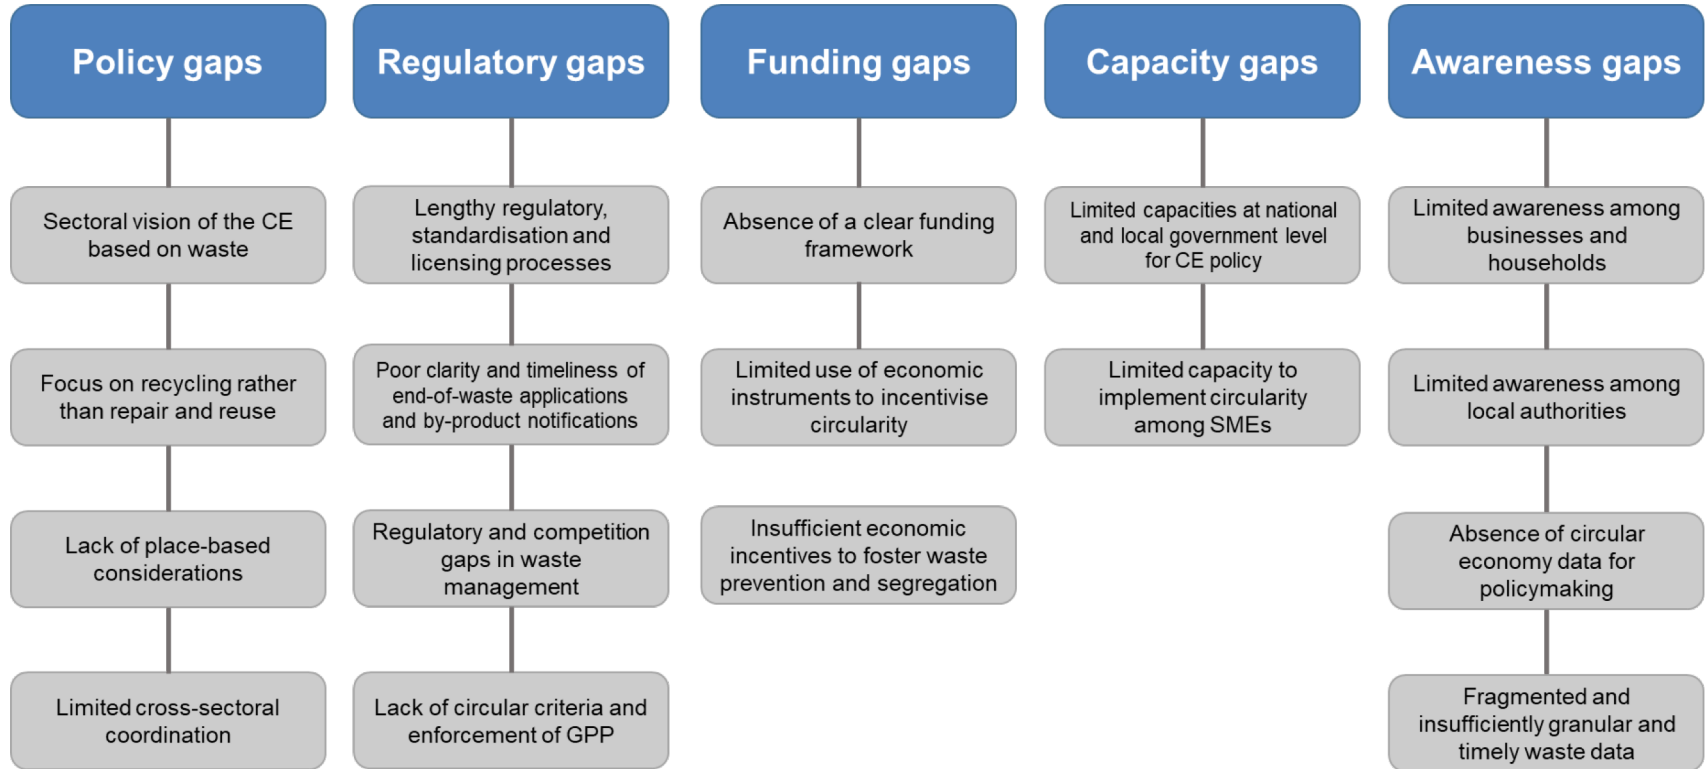 Policy gaps
Sectoral vision of the CE
based on waste
Focus on recycling rather
than repair and reuse
Lack of place-based
considerations
Limited cross-sectoral
coordination
Regulatory gaps
Lengthy regulatory,
standardisation and
licensing processes
Poor clarity and timeliness of
end-of-waste applications
and by-product notifications
Regulatory and competition
gaps in waste
management
Lack of circular criteria and
enforcement of GPP
Funding gaps
Absence of a clear funding
framework
Limited use of economic
instruments to incentivise
circularity
Insufficient economic
incentives to foster waste
prevention and segregation
Capacity gaps
Limited capacities at national
and local government level
for CE policy
Limited capacity to
implement circularity
among SMEs
Awareness gaps
Limited awareness among
businesses and
households
Limited awareness among
local authorities
Absence of circular
economy data for
policymaking
Fragmented and
insufficiently granular and
timely waste data